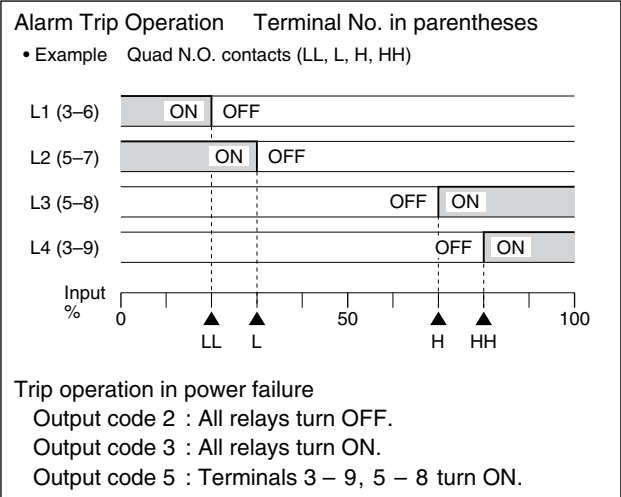 Alarm Trip Operation Terminal No. in parentheses
• Example Quad N.O. contacts (LL, L, H, HH)
L1 (3–6) ON OFF
L2 (5–7) ON OFF
L3 (5–8) OFF ON
L4 (3–9) OFF ON
Input
%
0 50 100
LL L H HH
Trip operation in power failure
Output code 2 : All relays turn OFF.
Output code 3 : All relays turn ON.
Output code 5 : Terminals 3 – 9, 5 – 8 turn ON.